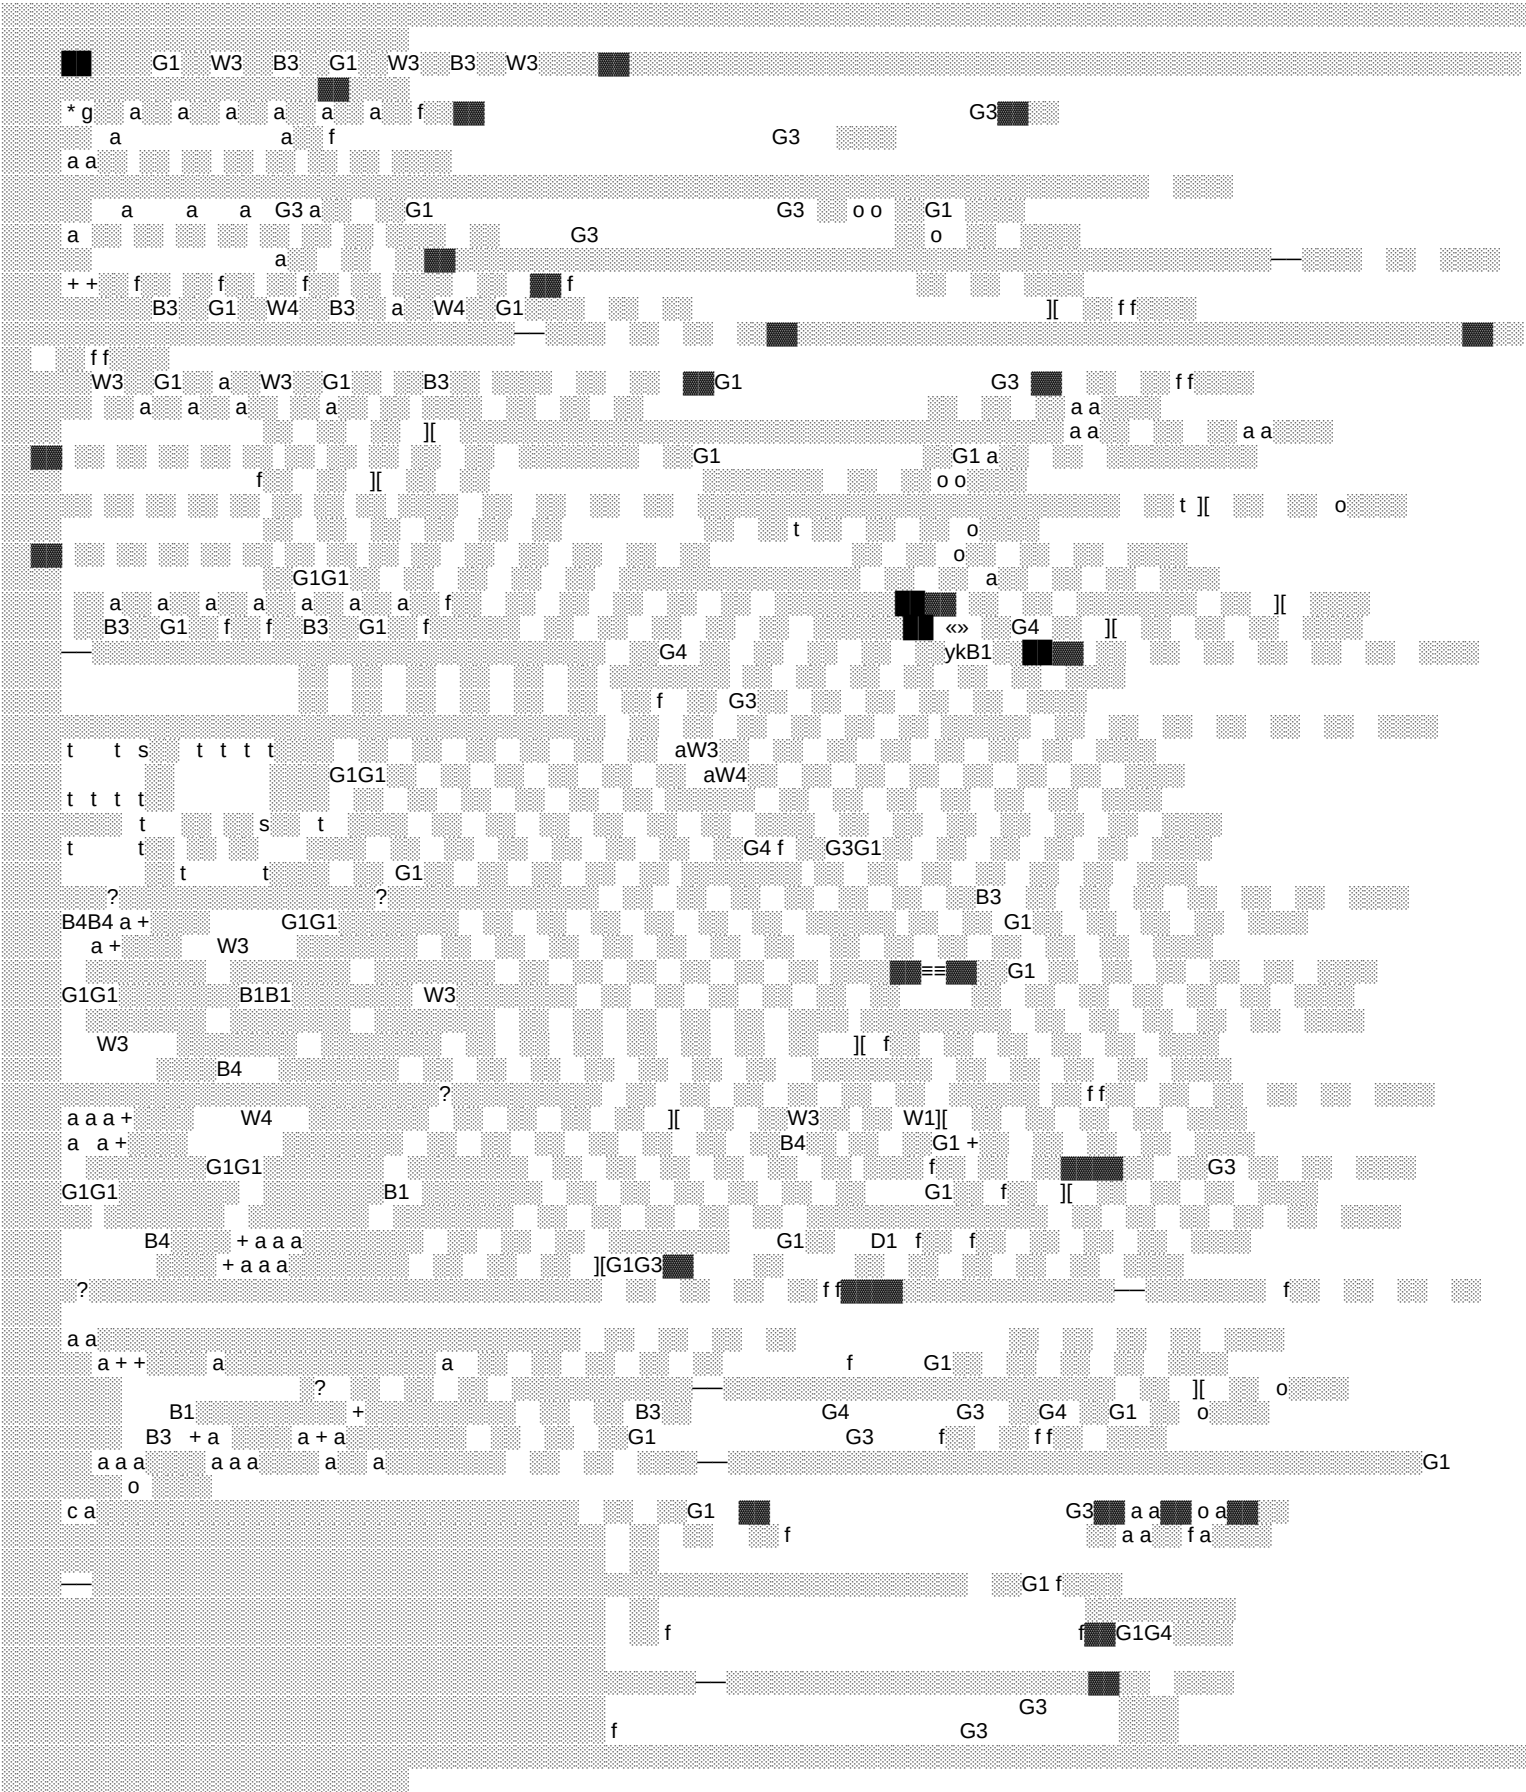 G1 W3 B3 G1 W3 B3 W3
* g a a a a a a f G3
a a f G3
a a
a a a G3 a G1 G3 o o G1
a G3 o
a —
+ + f f f f
B3 G1 W4 B3 a W4 G1 ][ f f
—
f f
W3 G1 a W3 G1 B3 G1 G3 f f
a a a a a a
][ a a a a
G1 G1 a
f ][ o o
t ][ o
t o
o
G1G1 a
a a a a a a a f ][
B3 G1 f f B3 G1 f «» G4 ][
— G4 ykB1
f G3
t t s t t t t aW3
G1G1 aW4
t t t t
t s t
t t G4 f G3G1
t t G1
? ? B3
B4B4 a + G1G1 G1
a + W3
≡≡ G1
G1G1 B1B1 W3
W3 ][ f
B4
? f f
a a a + W4 ][ W3 W1][
a a + B4 G1 +
G1G1 f G3
G1G1 B1 G1 f ][
B4 + a a a G1 D1 f f
+ a a a ][G1G3
? f f — f
a a
a + + a a f G1
? — ][ o
B1 + B3 G4 G3 G4 G1 o
B3 + a a + a G1 G3 f f f
a a a a a a a a — G1
o
c a G1 G3 a a o a
f a a f a
— G1 f
f f G1G4
—
G3
f G3